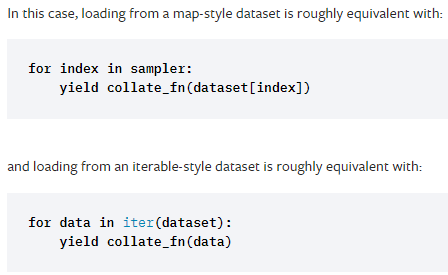 In this case, loading from a map-style dataset is roughly equivalent with:
for index in sampler:
    yield collate_fn(dataset[index])
and loading from an iterable-style dataset is roughly equivalent with:
for data in iter(dataset):
    yield collate_fn(data)